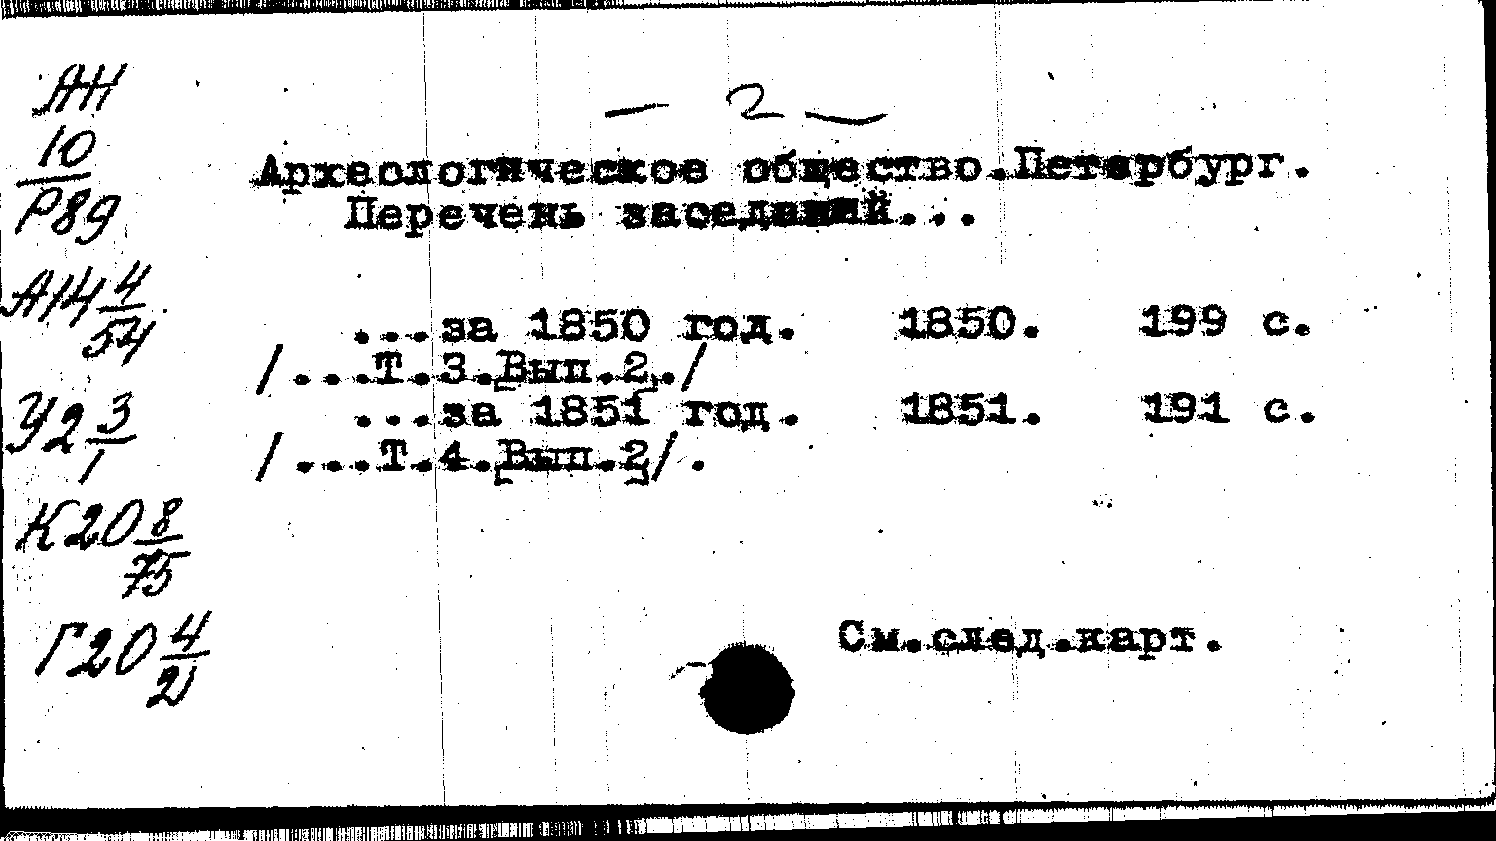 — 2 —
Археологическое общество.Петербург.
Перечень заседаний...
...за 1850 год. 1850. 199 с.
/...Т.3.Вып.2./
...за 1851 год. 1851. 191 с.
/...Т.4.Вып.2/.
См.след.карт.
АН
10
Р89
А14 4
54
У2 3
1
К20 8
75
Г20 4
21